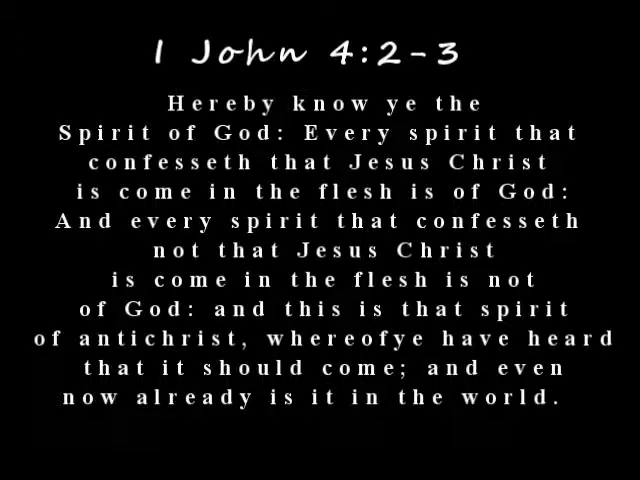 1 John 4:2-3
Hereby know ye the
Spirit of God: Every spirit that
confesseth that Jesus Christ
is come in the flesh is of God:
And every spirit that confesseth
not that Jesus Christ
is come in the flesh is not
of God: and this is that spirit
of antichrist, whereofye have heard
that it should come; and even
now already is it in the world.